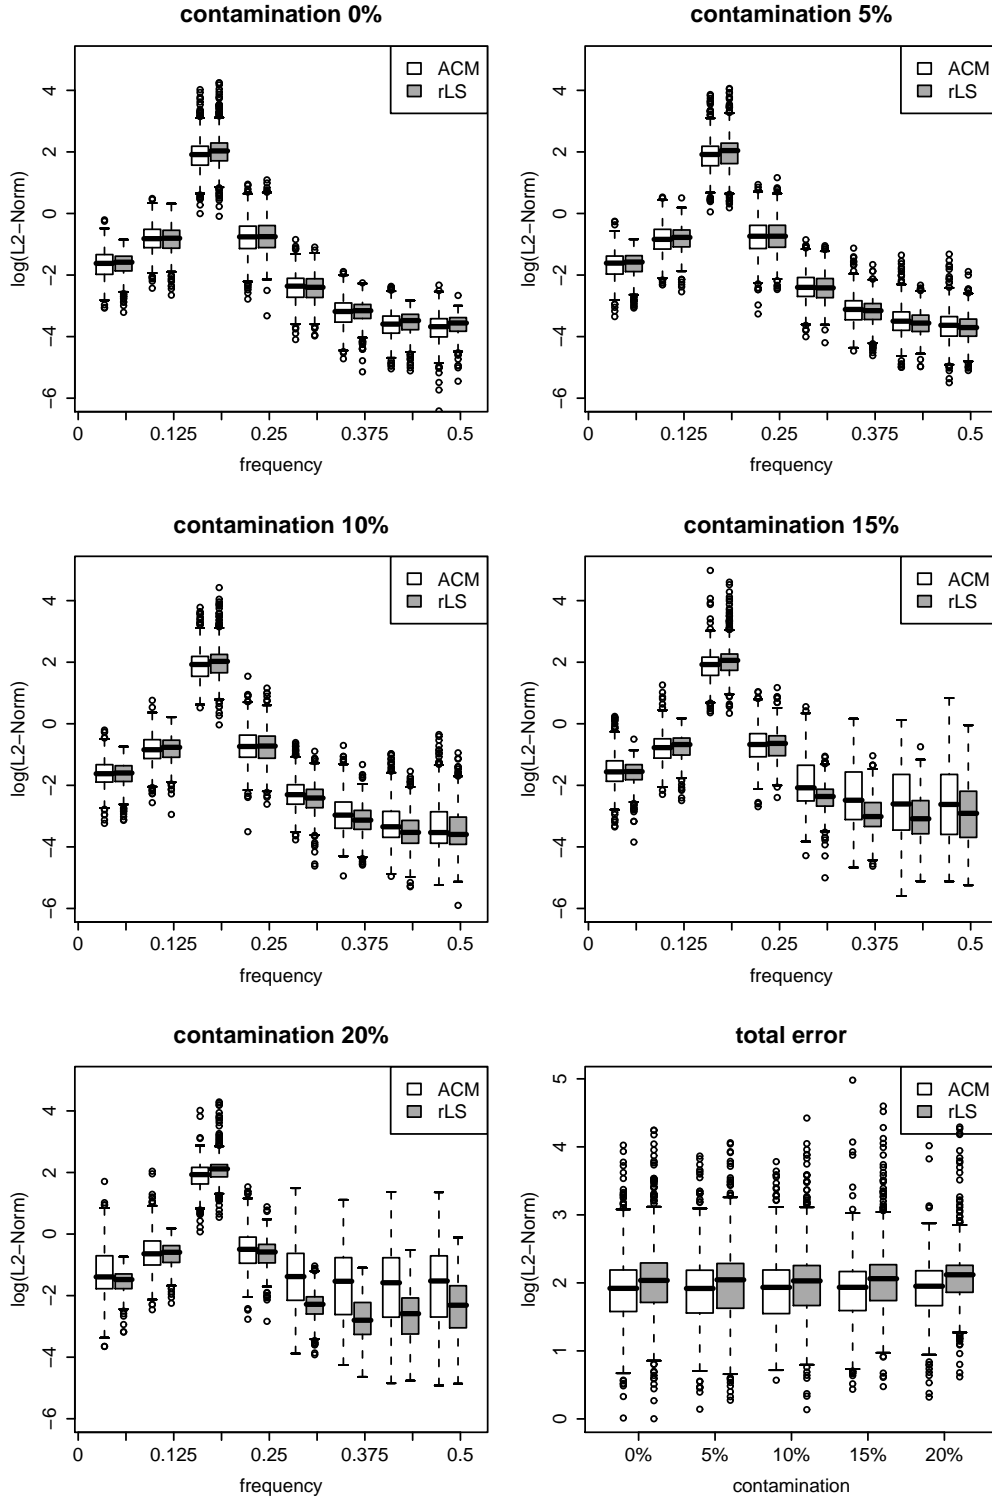 contamination 0%
ACM
rLS
log(L2−Norm)
4
2
0
−2
−4
−6
0 0.125 0.25 0.375 0.5
frequency
contamination 5%
ACM
rLS
log(L2−Norm)
4
2
0
−2
−4
−6
0 0.125 0.25 0.375 0.5
frequency
contamination 10%
ACM
rLS
log(L2−Norm)
4
2
0
−2
−4
−6
0 0.125 0.25 0.375 0.5
frequency
contamination 15%
ACM
rLS
log(L2−Norm)
4
2
0
−2
−4
−6
0 0.125 0.25 0.375 0.5
frequency
contamination 20%
ACM
rLS
log(L2−Norm)
4
2
0
−2
−4
−6
0 0.125 0.25 0.375 0.5
frequency
total error
ACM
rLS
log(L2−Norm)
5
4
3
2
1
0
0% 5% 10% 15% 20%
contamination